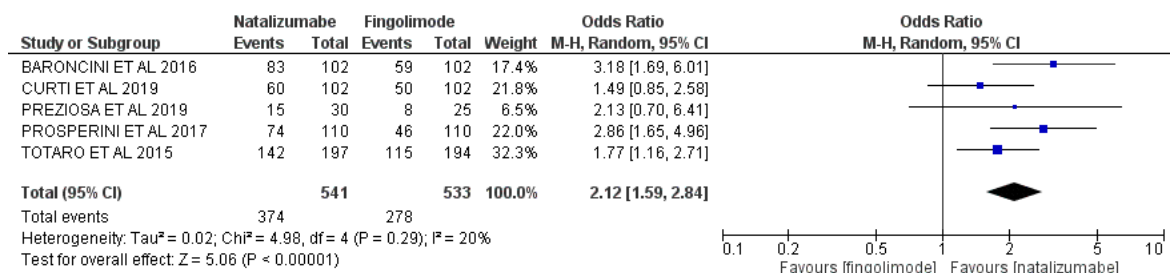 Natalizumabe Fingolimode Odds Ratio Odds Ratio
Study or Subgroup Events Total Events Total Weight M-H, Random, 95% CI M-H, Random, 95% CI
BARONCINI ET AL 2016 83 102 59 102 17.4% 3.18 [1.69, 6.01]
CURTI ET AL 2019 60 102 50 102 21.8% 1.49 [0.85, 2.58]
PREZIOSA ET AL 2019 15 30 8 25 6.5% 2.13 [0.70, 6.41]
PROSPERINI ET AL 2017 74 110 46 110 22.0% 2.86 [1.65, 4.96]
TOTARO ET AL 2015 142 197 115 194 32.3% 1.77 [1.16, 2.71]
Total (95% CI) 541 533 100.0% 2.12 [1.59, 2.84]
Total events 374 278
Heterogeneity: Tau² = 0.02; Chi² = 4.98, df = 4 (P = 0.29); I² = 20%
Test for overall effect: Z = 5.06 (P < 0.00001)
0.1 0.2 0.5 1 2 5 10
Favours [fingolimode] Favours [natalizumabe]